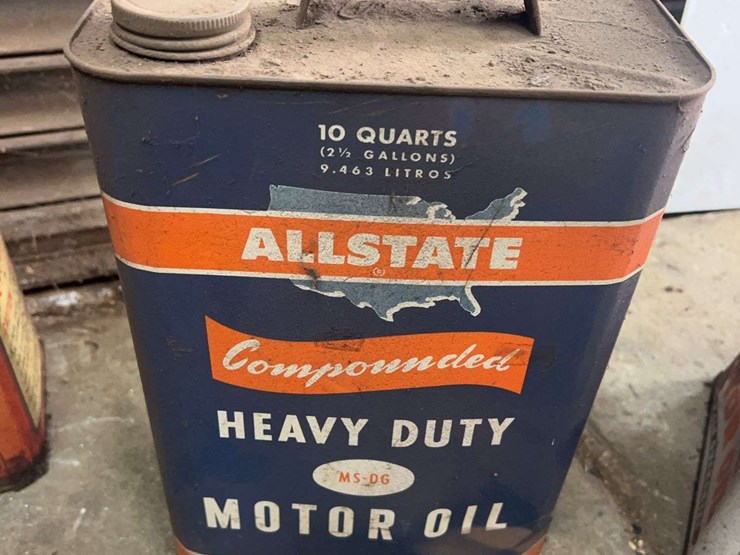 10 QUARTS
(2½ GALLONS)
9.463 LITROS
ALLSTATE
®
Compounded
HEAVY DUTY
MS-DG
MOTOR OIL